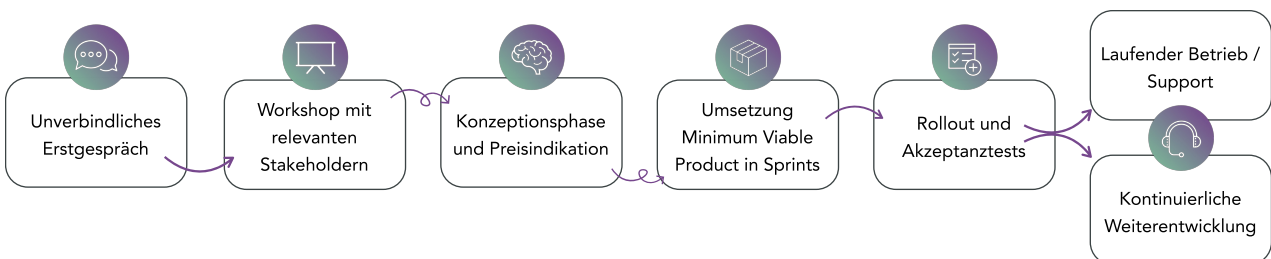 Unverbindliches
Erstgespräch
Workshop mit
relevanten
Stakeholdern
Konzeptionsphase
und Preisindikation
Umsetzung
Minimum Viable
Product in Sprints
Rollout und
Akzeptanztests
Laufender Betrieb /
Support
Kontinuierliche
Weiterentwicklung